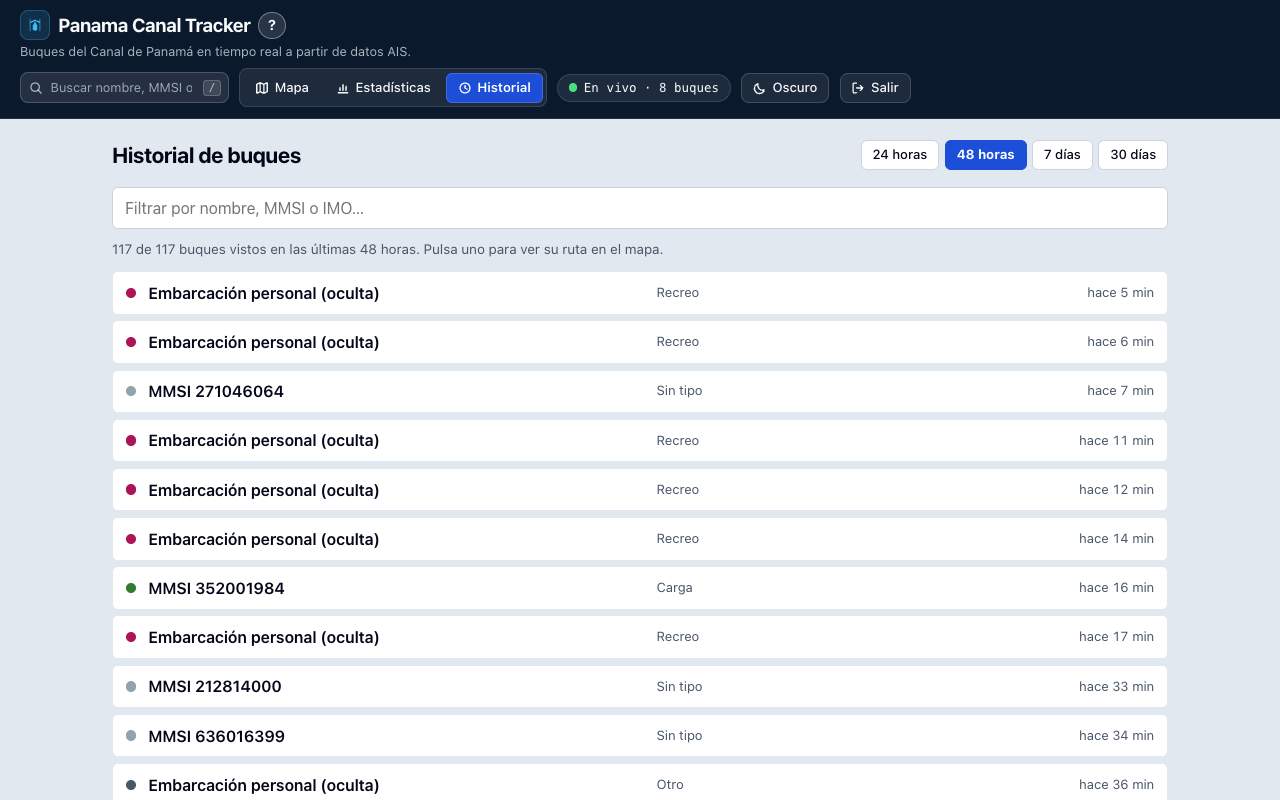 Panama Canal Tracker ?
Buques del Canal de Panamá en tiempo real a partir de datos AIS.
Buscar nombre, MMSI o /
Mapa
Estadísticas
Historial
En vivo · 8 buques
Oscuro
Salir
Historial de buques
24 horas
48 horas
7 días
30 días
Filtrar por nombre, MMSI o IMO...
117 de 117 buques vistos en las últimas 48 horas. Pulsa uno para ver su ruta en el mapa.
Embarcación personal (oculta) Recreo hace 5 min
Embarcación personal (oculta) Recreo hace 6 min
MMSI 271046064 Sin tipo hace 7 min
Embarcación personal (oculta) Recreo hace 11 min
Embarcación personal (oculta) Recreo hace 12 min
Embarcación personal (oculta) Recreo hace 14 min
MMSI 352001984 Carga hace 16 min
Embarcación personal (oculta) Recreo hace 17 min
MMSI 212814000 Sin tipo hace 33 min
MMSI 636016399 Sin tipo hace 34 min
Embarcación personal (oculta) Otro hace 36 min